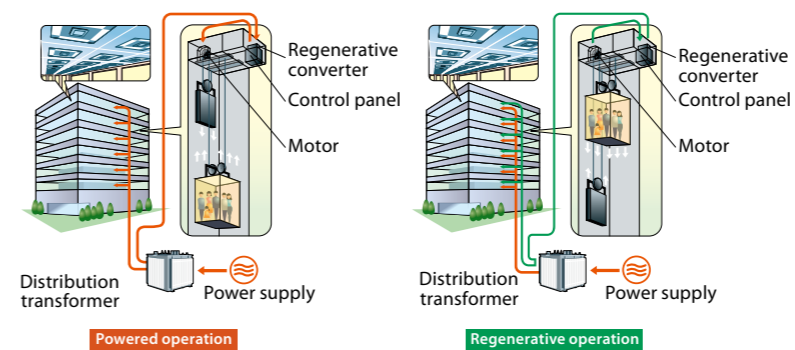 Regenerative
converter
Control panel
Motor
Distribution
transformer
Power supply
Powered operation
Regenerative
converter
Control panel
Motor
Distribution
transformer
Power supply
Regenerative operation